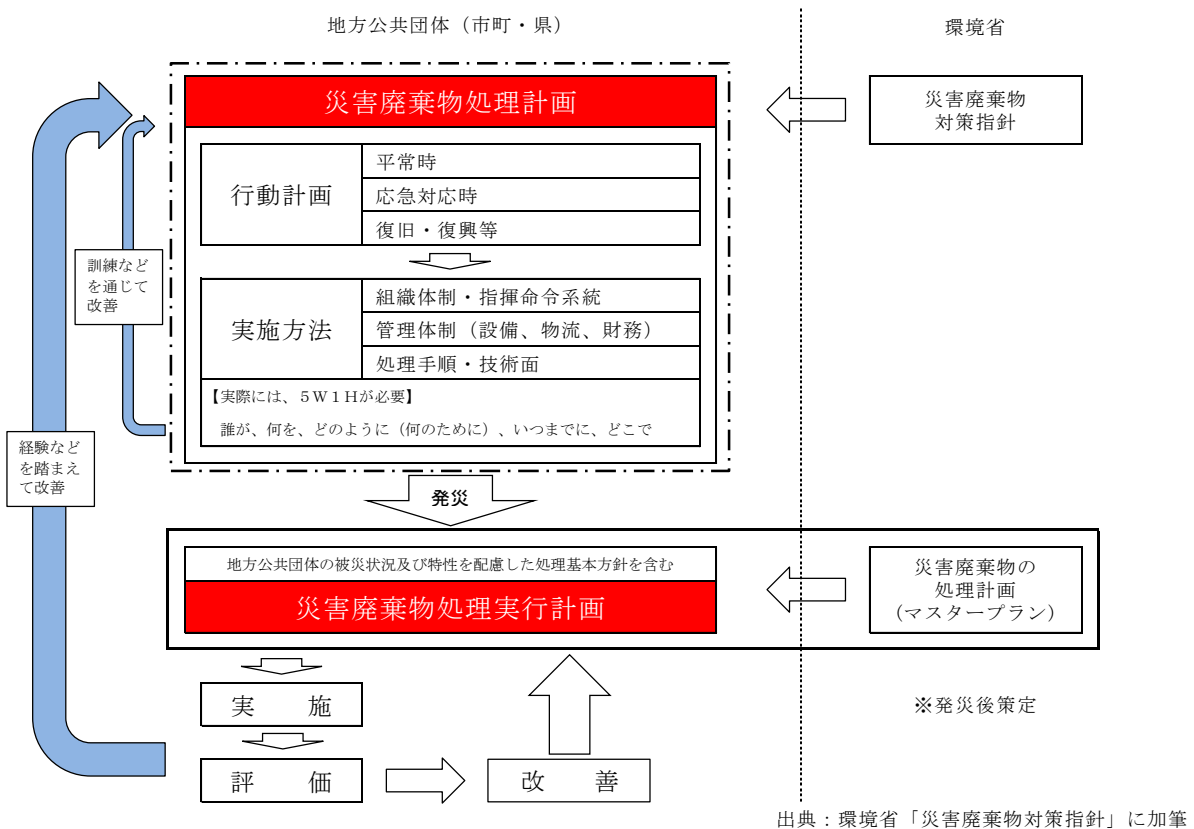 地方公共団体（市町・県）
環境省
災害廃棄物処理計画
災害廃棄物
対策指針
行動計画
平常時
応急対応時
復旧・復興等
訓練など
を通じて
改善
実施方法
組織体制・指揮命令系統
管理体制（設備、物流、財務）
処理手順・技術面
【実際には、５Ｗ１Ｈが必要】
誰が、何を、どのように（何のために）、いつまでに、どこで
経験など
を踏まえ
て改善
発災
地方公共団体の被災状況及び特性を配慮した処理基本方針を含む
災害廃棄物処理実行計画
災害廃棄物の
処理計画
（マスタープラン）
実　施
※発災後策定
評　価
改　善
出典：環境省「災害廃棄物対策指針」に加筆